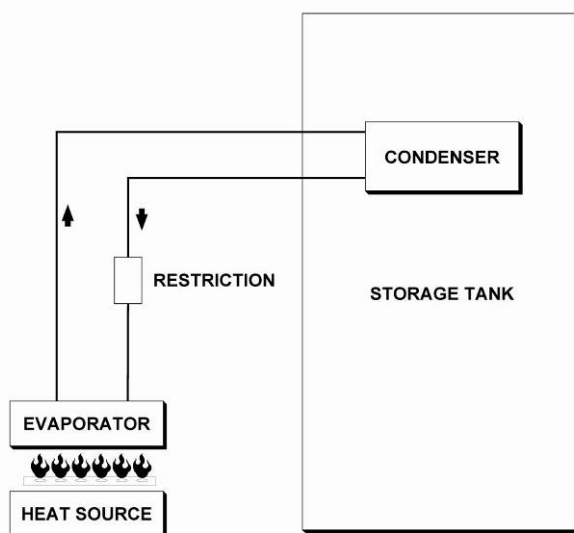 CONDENSER
RESTRICTION
STORAGE TANK
EVAPORATOR
HEAT SOURCE